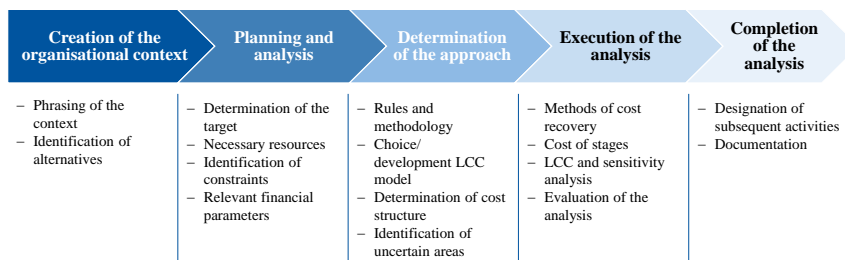 Creation of the
organisational context
Planning and
analysis
Determination
of the approach
Execution of the
analysis
Completion
of the
analysis
– Phrasing of the
context
– Identification of
alternatives
– Determination of the
target
– Necessary resources
– Identification of
constraints
– Relevant financial
parameters
– Rules and
methodology
– Choice/
development LCC
model
– Determination of cost
structure
– Identification of
uncertain areas
– Methods of cost
recovery
– Cost of stages
– LCC and sensitivity
analysis
– Evaluation of the
analysis
– Designation of
subsequent activities
– Documentation